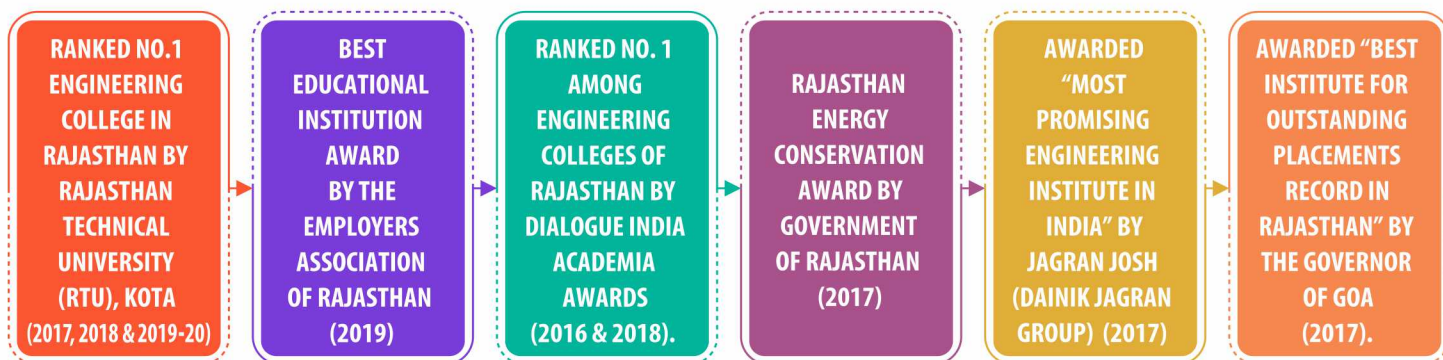 RANKED NO.1
ENGINEERING
COLLEGE IN
RAJASTHAN BY
RAJASTHAN
TECHNICAL
UNIVERSITY
(RTU), KOTA
(2017, 2018 & 2019-20)
BEST
EDUCATIONAL
INSTITUTION
AWARD
BY THE
EMPLOYERS
ASSOCIATION
OF RAJASTHAN
(2019)
RANKED NO. 1
AMONG
ENGINEERING
COLLEGES OF
RAJASTHAN BY
DIALOGUE INDIA
ACADEMIA
AWARDS
(2016 & 2018).
RAJASTHAN
ENERGY
CONSERVATION
AWARD BY
GOVERNMENT
OF RAJASTHAN
(2017)
AWARDED
“MOST
PROMISING
ENGINEERING
INSTITUTE IN
INDIA” BY
JAGRAN JOSH
(DAINIK JAGRAN
GROUP) (2017)
AWARDED “BEST
INSTITUTE FOR
OUTSTANDING
PLACEMENTS
RECORD IN
RAJASTHAN” BY
THE GOVERNOR
OF GOA
(2017).